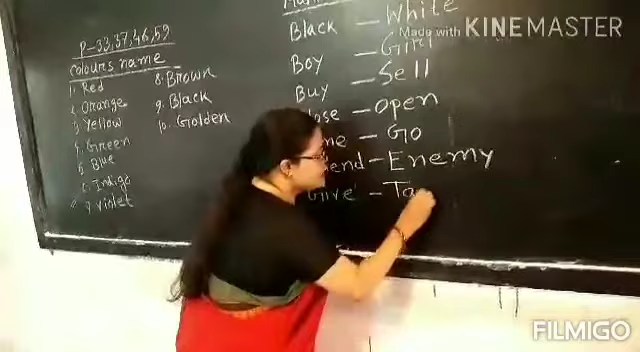 P-33,37,46,59
Colours name
1. Red
2. Orange
3. Yellow
4. Green
5. Blue
6. Indigo
7. Violet
8. Brown
9. Black
10. Golden
Black — White
Boy —
Buy — Sell
— Open
— Go
— Enemy
Give — Ta
Made with KINEMASTER
FILMIGO